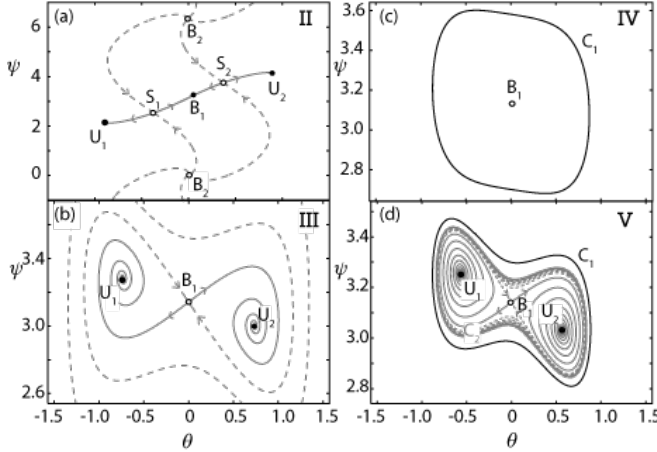 (a) II
ψ
6
4
2
0
B2
S2
S1
B1
U2
U1
B2
(c) IV
ψ
3.6
3.4
3.2
3.0
2.8
C1
B1
(b) III
ψ
3.4
3.0
2.6
B1
U1
U2
-1.5 -1.0 -0.5 0 0.5 1.0 1.5
θ
(d) V
ψ
3.4
3.2
3.0
2.8
C1
U1
B1
U2
C2
-1.5 -1.0 -0.5 0 0.5 1.0 1.5
θ